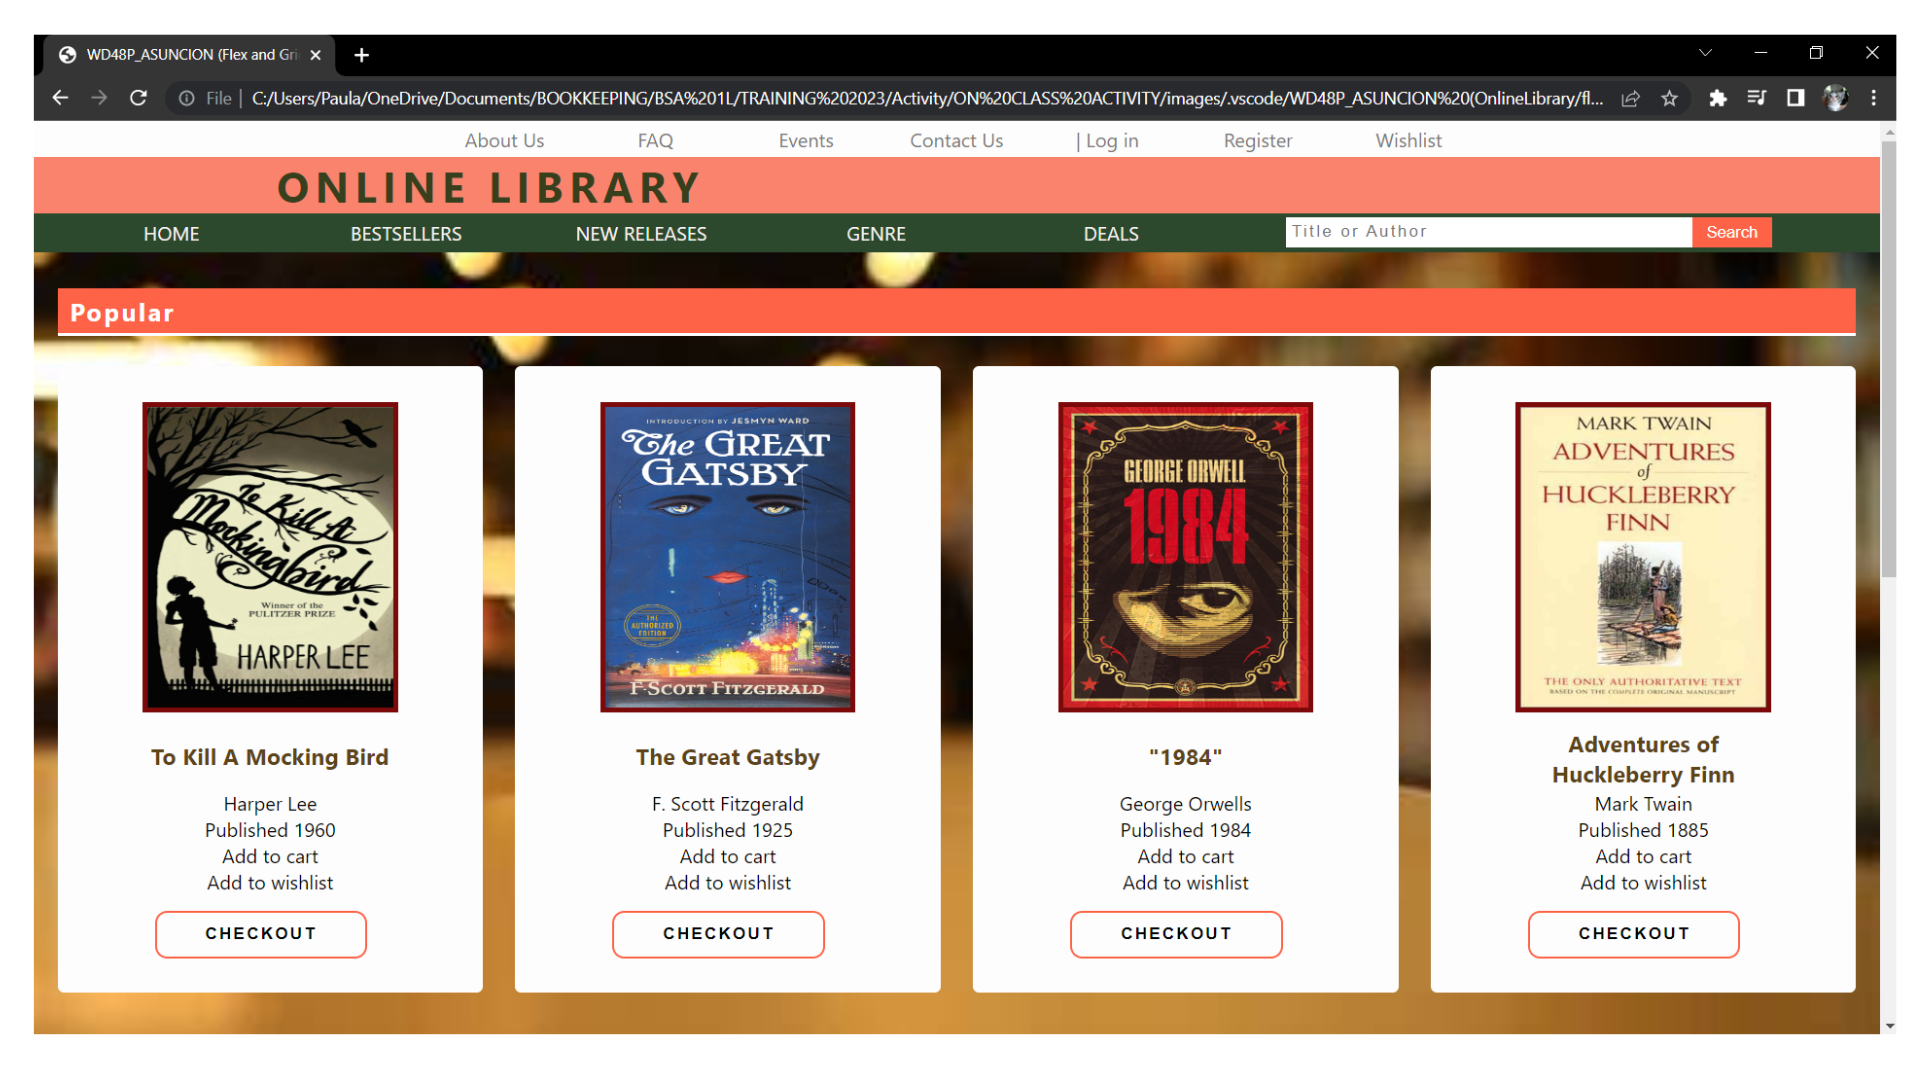 WD48P_ASUNCION (Flex and Gri
File | C:/Users/Paula/OneDrive/Documents/BOOKKEEPING/BSA%201L/TRAINING%202023/Activity/ON%20CLASS%20ACTIVITY/images/.vscode/WD48P_ASUNCION%20(OnlineLibrary/fl...
About Us FAQ Events Contact Us | Log in Register Wishlist
ONLINE LIBRARY
HOME BESTSELLERS NEW RELEASES GENRE DEALS Title or Author Search
Popular
To Kill A
Mockingbird
Winner of the
PULITZER PRIZE
HARPER LEE
To Kill A Mocking Bird
Harper Lee
Published 1960
Add to cart
Add to wishlist
CHECKOUT
INTRODUCTION BY JESMYN WARD
The GREAT
GATSBY
THE
AUTHORIZED
EDITION
F·SCOTT FITZGERALD
The Great Gatsby
F. Scott Fitzgerald
Published 1925
Add to cart
Add to wishlist
CHECKOUT
GEORGE ORWELL
1984
"1984"
George Orwells
Published 1984
Add to cart
Add to wishlist
CHECKOUT
MARK TWAIN
ADVENTURES
of
HUCKLEBERRY
FINN
THE ONLY AUTHORITATIVE TEXT
BASED ON THE COMPLETE ORIGINAL MANUSCRIPT
Adventures of
Huckleberry Finn
Mark Twain
Published 1885
Add to cart
Add to wishlist
CHECKOUT